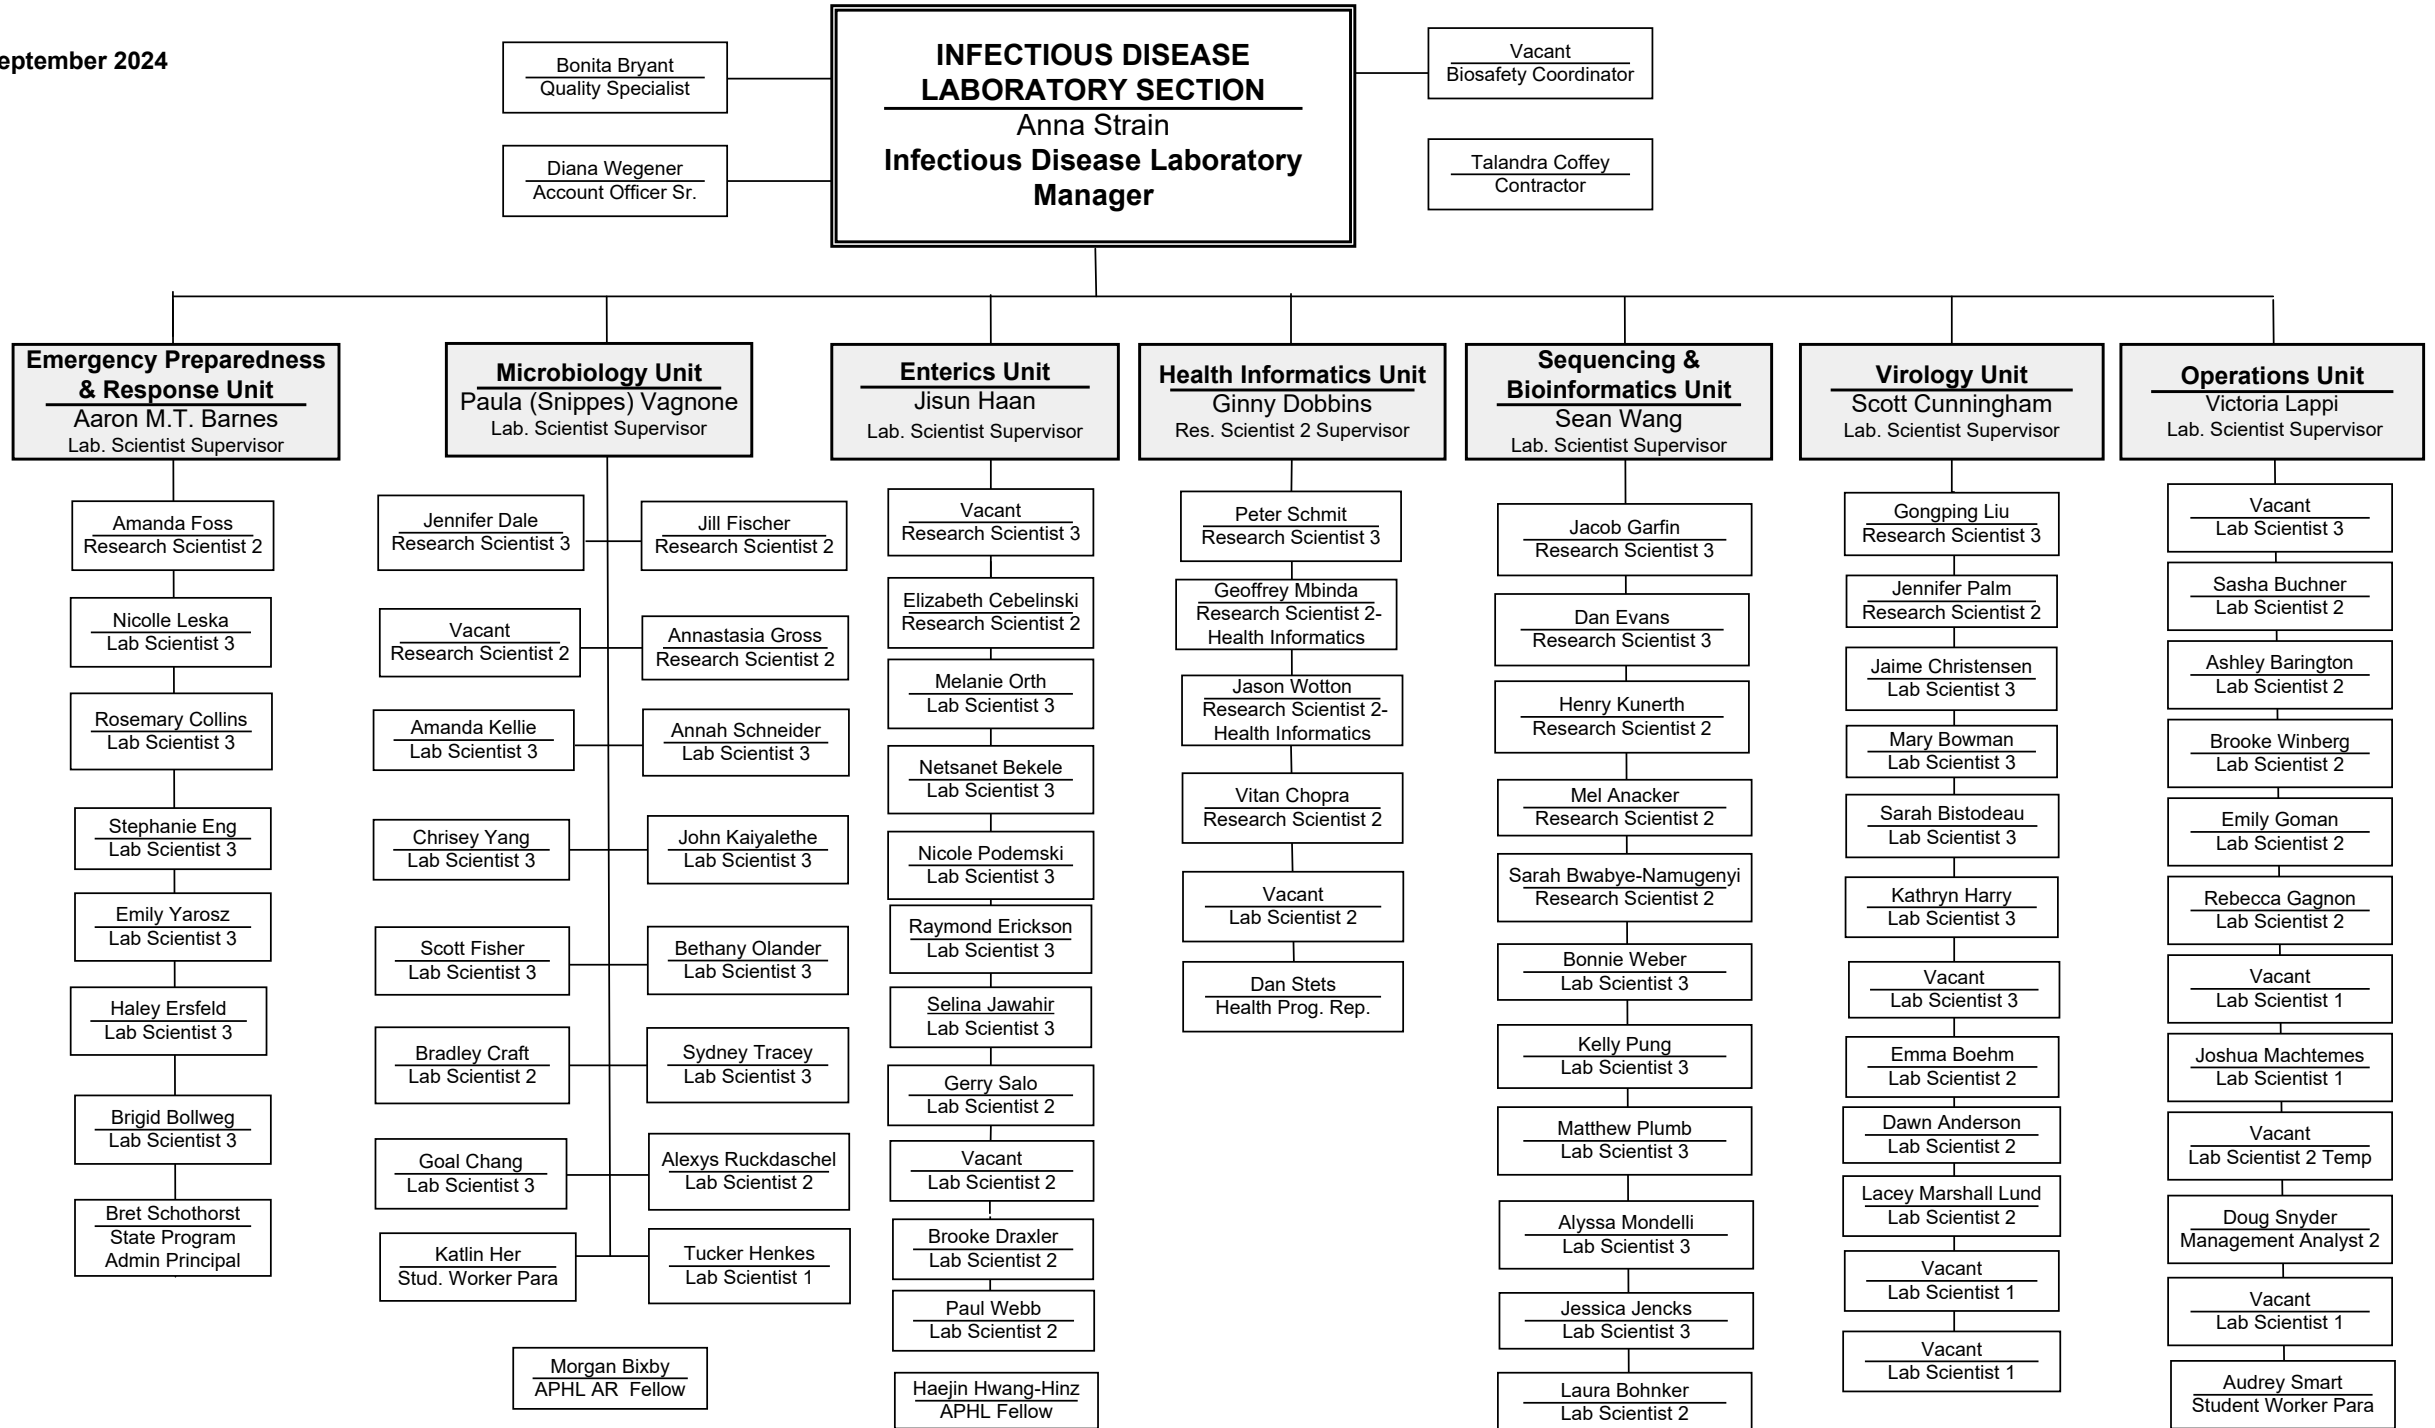 eptember 2024
Bonita Bryant
Quality Specialist
Diana Wegener
Account Officer Sr.
INFECTIOUS DISEASE
LABORATORY SECTION
Anna Strain
Infectious Disease Laboratory
Manager
Vacant
Biosafety Coordinator
Talandra Coffey
Contractor
Emergency Preparedness
& Response Unit
Aaron M.T. Barnes
Lab. Scientist Supervisor
Amanda Foss
Research Scientist 2
Nicolle Leska
Lab Scientist 3
Rosemary Collins
Lab Scientist 3
Stephanie Eng
Lab Scientist 3
Emily Yarosz
Lab Scientist 3
Haley Ersfeld
Lab Scientist 3
Brigid Bollweg
Lab Scientist 3
Bret Schothorst
State Program
Admin Principal
Microbiology Unit
Paula (Snippes) Vagnone
Lab. Scientist Supervisor
Jennifer Dale
Research Scientist 3
Jill Fischer
Research Scientist 2
Vacant
Research Scientist 2
Annastasia Gross
Research Scientist 2
Amanda Kellie
Lab Scientist 3
Annah Schneider
Lab Scientist 3
Chrisey Yang
Lab Scientist 3
John Kaiyalethe
Lab Scientist 3
Scott Fisher
Lab Scientist 3
Bethany Olander
Lab Scientist 3
Bradley Craft
Lab Scientist 2
Sydney Tracey
Lab Scientist 3
Goal Chang
Lab Scientist 3
Alexys Ruckdaschel
Lab Scientist 2
Katlin Her
Stud. Worker Para
Tucker Henkes
Lab Scientist 1
Morgan Bixby
APHL AR  Fellow
Enterics Unit
Jisun Haan
Lab. Scientist Supervisor
Vacant
Research Scientist 3
Elizabeth Cebelinski
Research Scientist 2
Melanie Orth
Lab Scientist 3
Netsanet Bekele
Lab Scientist 3
Nicole Podemski
Lab Scientist 3
Raymond Erickson
Lab Scientist 3
Selina Jawahir
Lab Scientist 3
Gerry Salo
Lab Scientist 2
Vacant
Lab Scientist 2
Brooke Draxler
Lab Scientist 2
Paul Webb
Lab Scientist 2
Haejin Hwang-Hinz
APHL Fellow
Health Informatics Unit
Ginny Dobbins
Res. Scientist 2 Supervisor
Peter Schmit
Research Scientist 3
Geoffrey Mbinda
Research Scientist 2-
Health Informatics
Jason Wotton
Research Scientist 2-
Health Informatics
Vitan Chopra
Research Scientist 2
Vacant
Lab Scientist 2
Dan Stets
Health Prog. Rep.
Sequencing &
Bioinformatics Unit
Sean Wang
Lab. Scientist Supervisor
Jacob Garfin
Research Scientist 3
Dan Evans
Research Scientist 3
Henry Kunerth
Research Scientist 2
Mel Anacker
Research Scientist 2
Sarah Bwabye-Namugenyi
Research Scientist 2
Bonnie Weber
Lab Scientist 3
Kelly Pung
Lab Scientist 3
Matthew Plumb
Lab Scientist 3
Alyssa Mondelli
Lab Scientist 3
Jessica Jencks
Lab Scientist 3
Laura Bohnker
Lab Scientist 2
Virology Unit
Scott Cunningham
Lab. Scientist Supervisor
Gongping Liu
Research Scientist 3
Jennifer Palm
Research Scientist 2
Jaime Christensen
Lab Scientist 3
Mary Bowman
Lab Scientist 3
Sarah Bistodeau
Lab Scientist 3
Kathryn Harry
Lab Scientist 3
Vacant
Lab Scientist 3
Emma Boehm
Lab Scientist 2
Dawn Anderson
Lab Scientist 2
Lacey Marshall Lund
Lab Scientist 2
Vacant
Lab Scientist 1
Vacant
Lab Scientist 1
Operations Unit
Victoria Lappi
Lab. Scientist Supervisor
Vacant
Lab Scientist 3
Sasha Buchner
Lab Scientist 2
Ashley Barington
Lab Scientist 2
Brooke Winberg
Lab Scientist 2
Emily Goman
Lab Scientist 2
Rebecca Gagnon
Lab Scientist 2
Vacant
Lab Scientist 1
Joshua Machtemes
Lab Scientist 1
Vacant
Lab Scientist 2 Temp
Doug Snyder
Management Analyst 2
Vacant
Lab Scientist 1
Audrey Smart
Student Worker Para